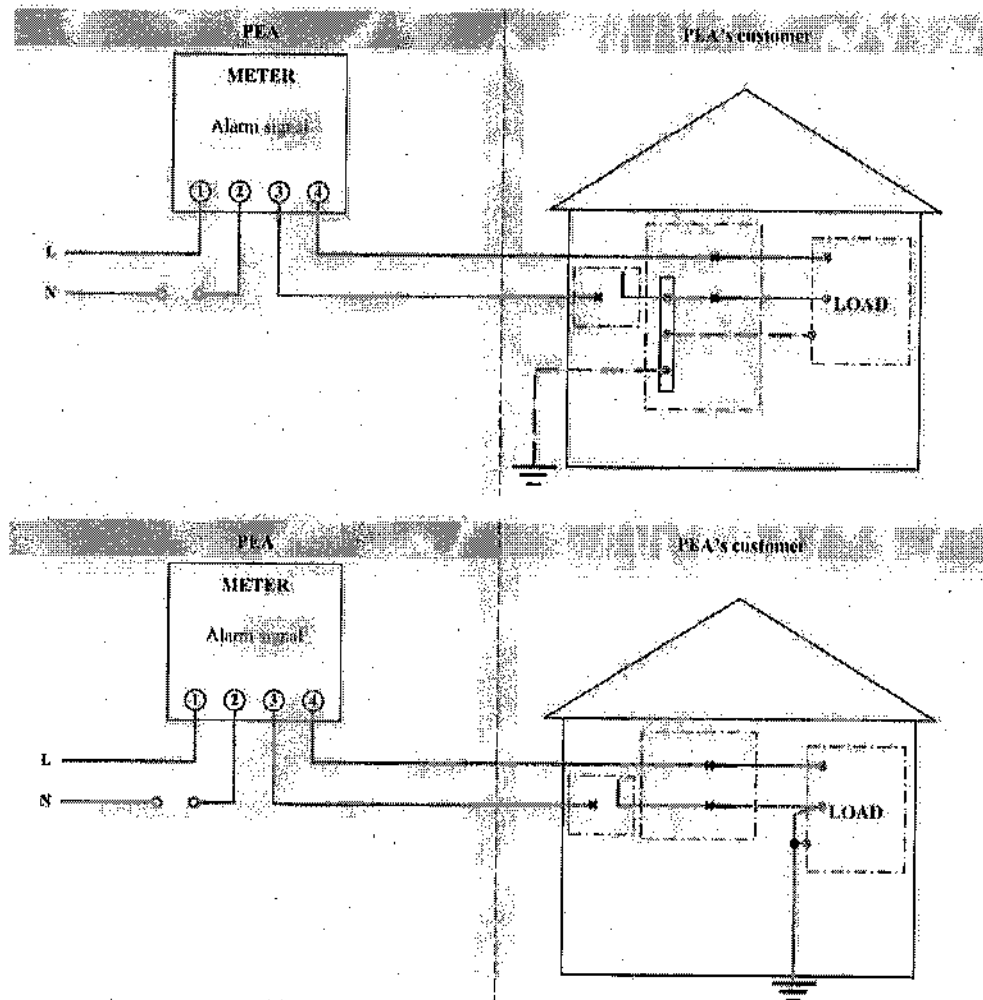 PEA
PEA's customer
METER
Alarm signal
1 2 3 4
L
N
LOAD
PEA
PEA's customer
METER
Alarm signal
1 2 3 4
L
N
LOAD